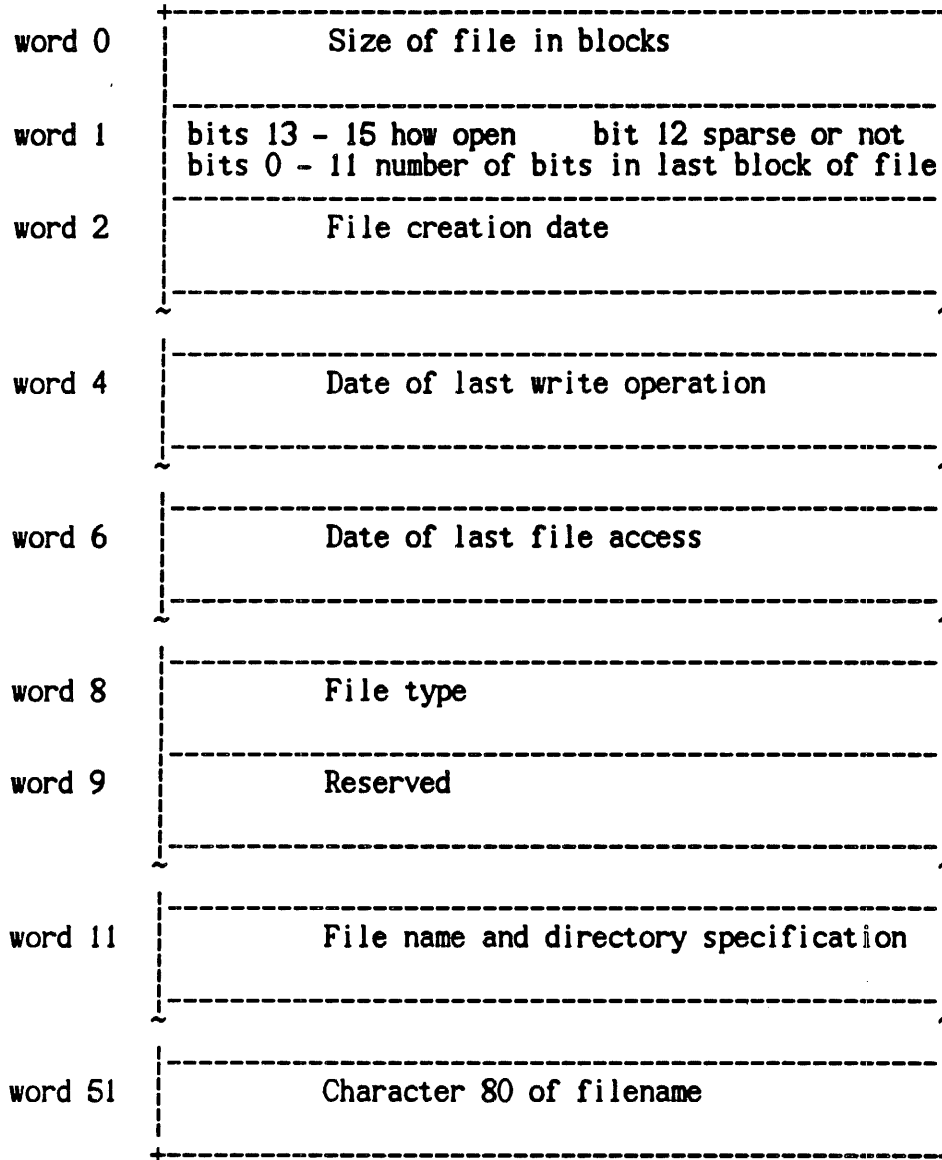 word 0 Size of file in blocks
word 1 bits 13 - 15 how open bit 12 sparse or not
bits 0 - 11 number of bits in last block of file
word 2 File creation date
word 4 Date of last write operation
word 6 Date of last file access
word 8 File type
word 9 Reserved
word 11 File name and directory specification
word 51 Character 80 of filename